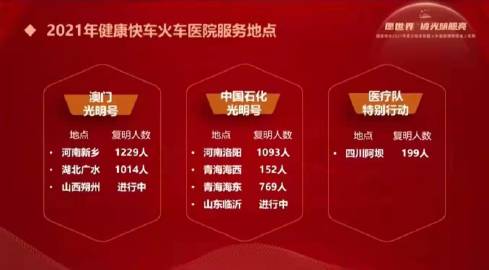 2021年健康快车火车医院服务地点
澳门
光明号
地点 复明人数
河南新乡 1229人
湖北广水 1014人
山西朔州 进行中
中国石化
光明号
地点 复明人数
河南洛阳 1093人
青海海西 152人
青海海东 769人
山东临沂 进行中
医疗队
特别行动
地点 复明人数
四川阿坝 199人